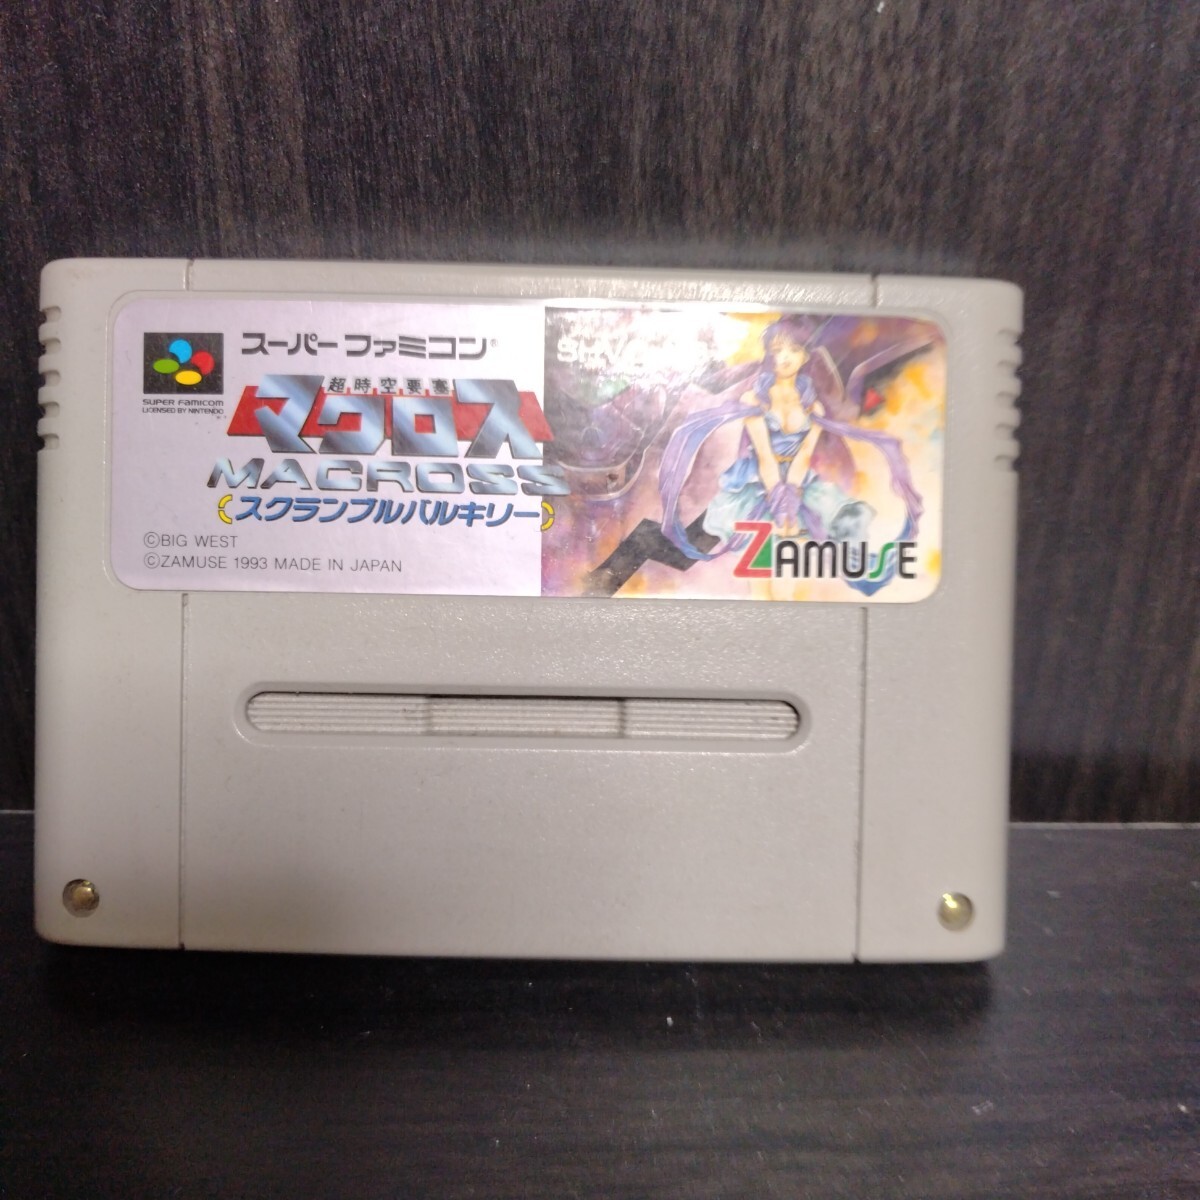 スーパーファミコン®
SUPER FAMICOM
LICENSED BY NINTENDO
超時空要塞
マクロス
MACROSS
スクランブルバルキリー
©BIG WEST
©ZAMUSE 1993 MADE IN JAPAN
ZAMUSE